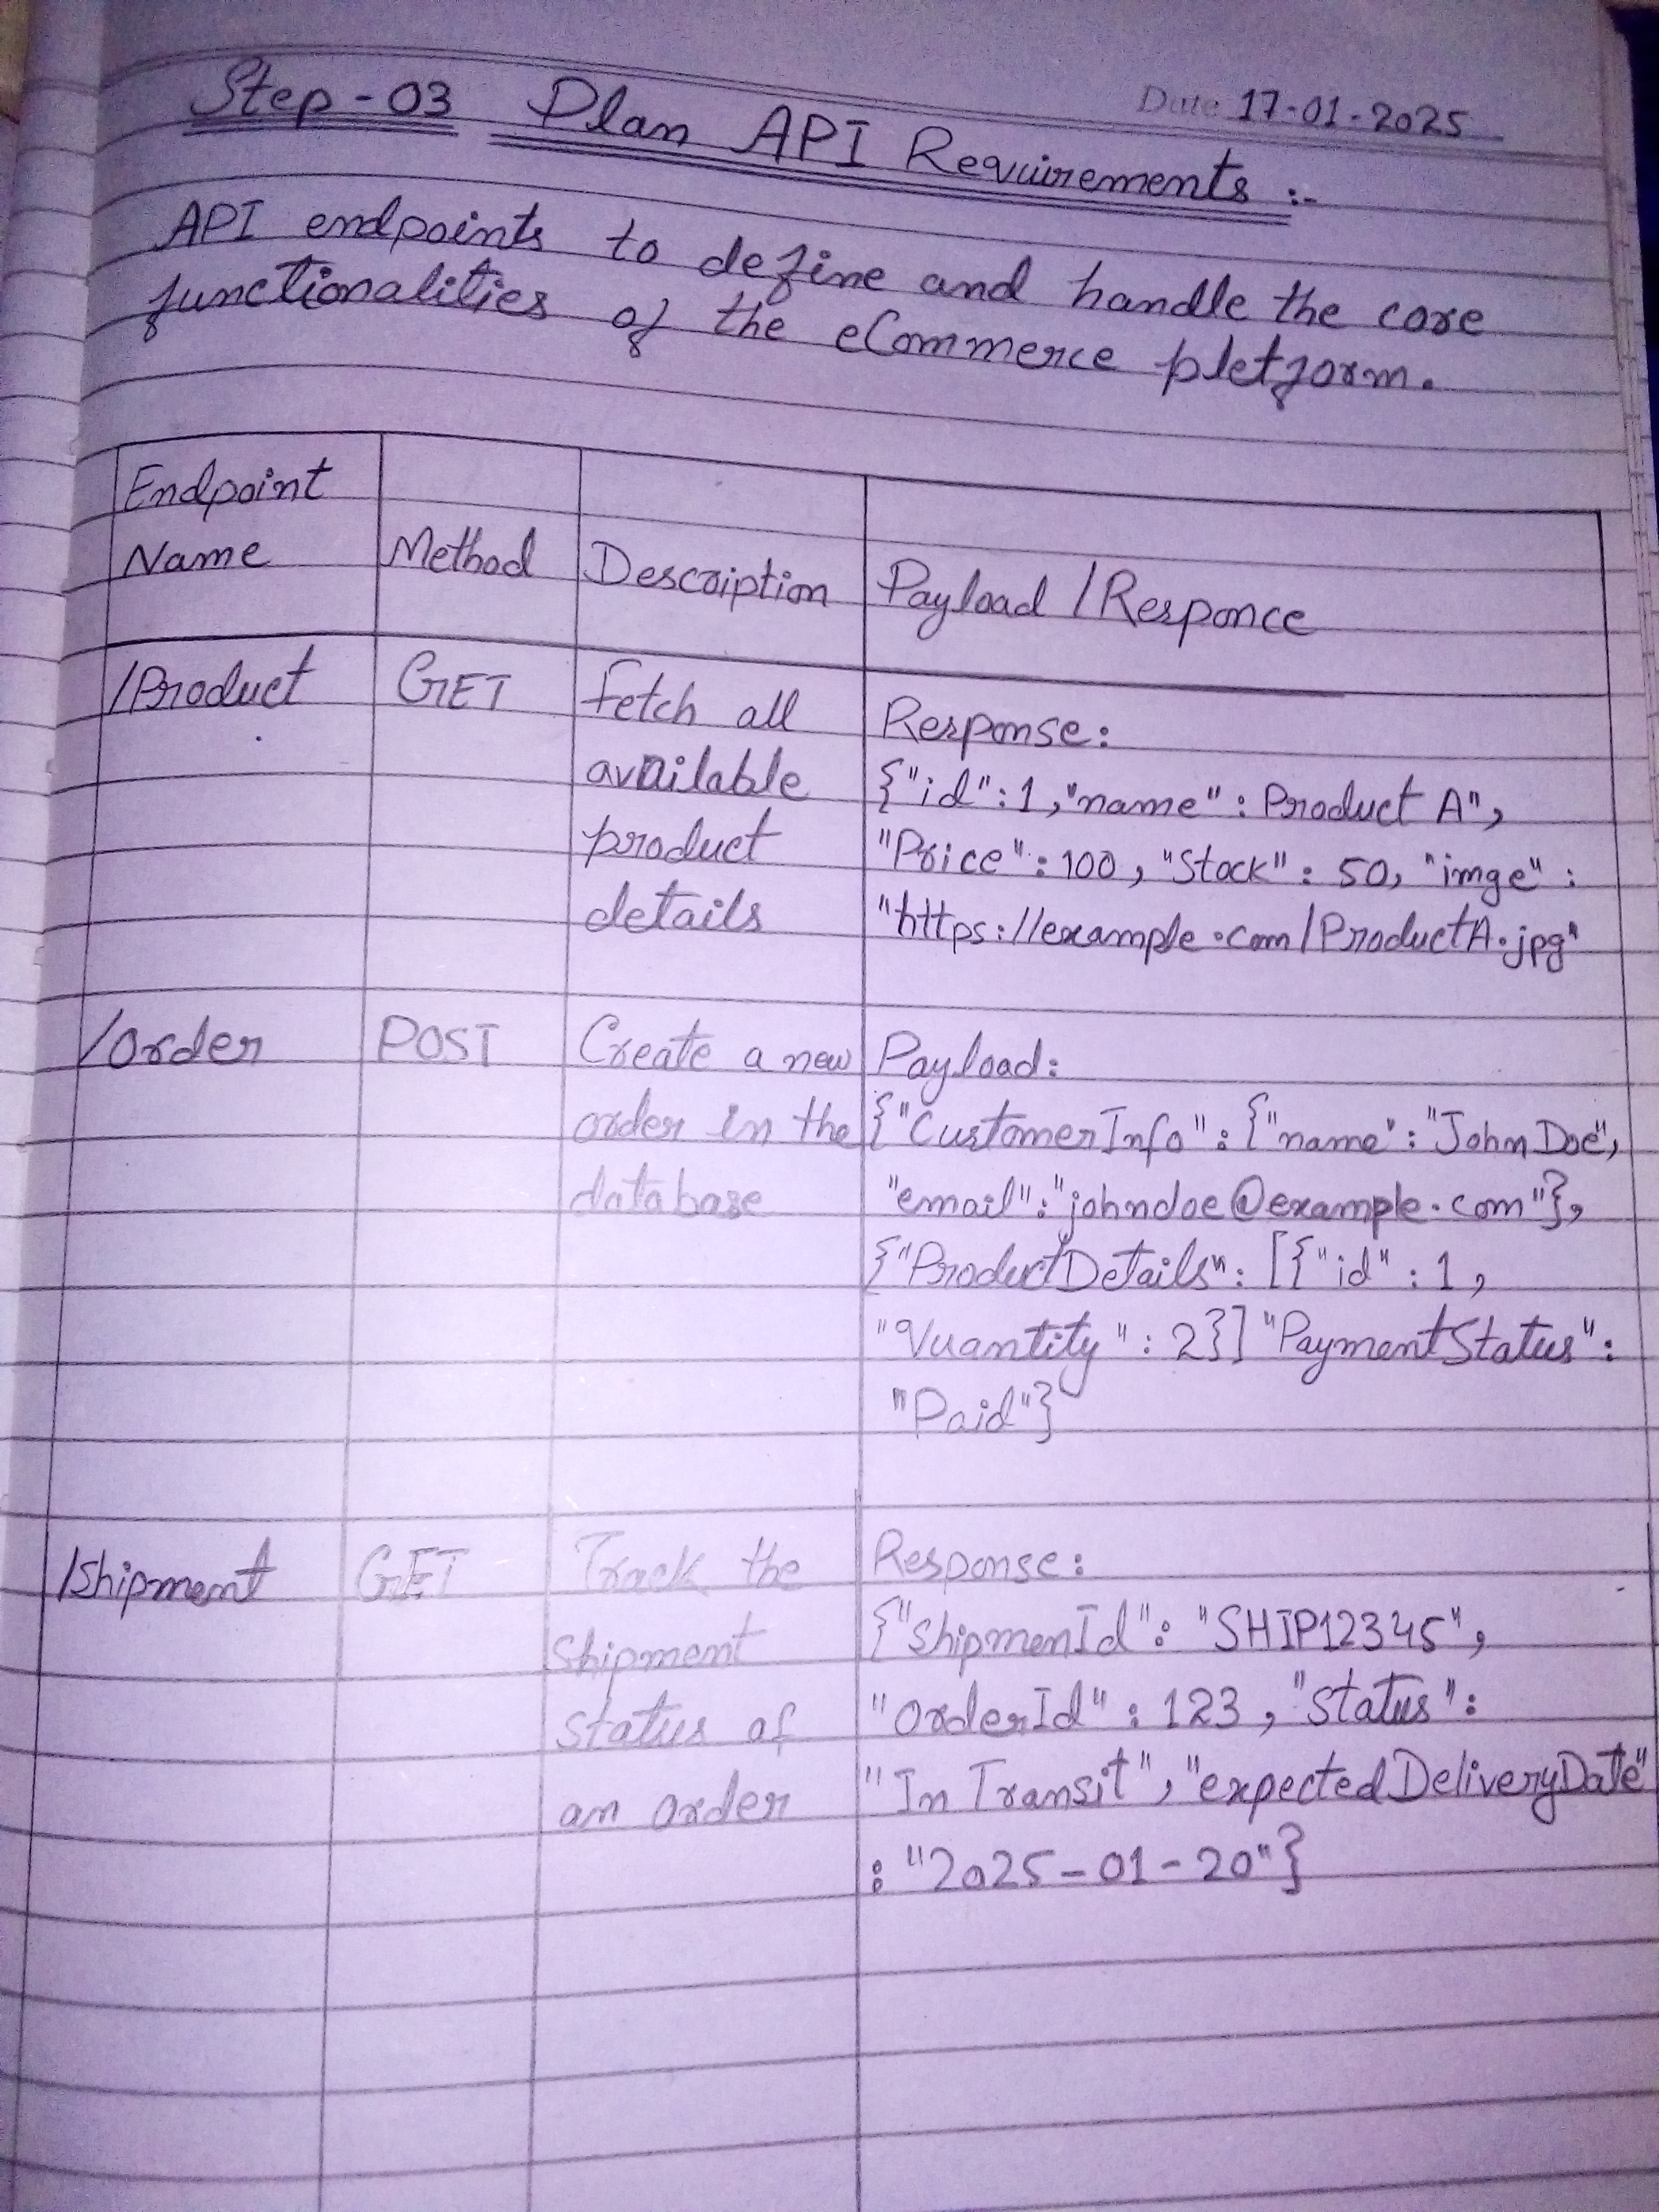 Date 17-01-2025
Step-03 Plan API Requirements :-
API endpoints to define and handle the core
functionalities of the eCommerce pletform.
Endpoint
Name Method Description Payload / Responce
/Product GET Fetch all Response:
available {"id":1,"name": Product A",
product "Price": 100, "Stock": 50, "imge":
details "https://example.com/ProductA.jpg"
/Order POST Create a new Payload:
order in the {"CustomerInfo": {"name": "John Doe",
database "email": "johndoe@example.com"},
{"ProductDetails": [{"id": 1,
"Quantity": 2}] "PaymentStatus":
"Paid"}
/Shipment GET Track the Response:
Shipment {"ShipmenId": "SHIP12345",
status of "OrderId": 123, "Status":
an order "In Transit", "expectedDeliveryDate"
: "2025-01-20"}